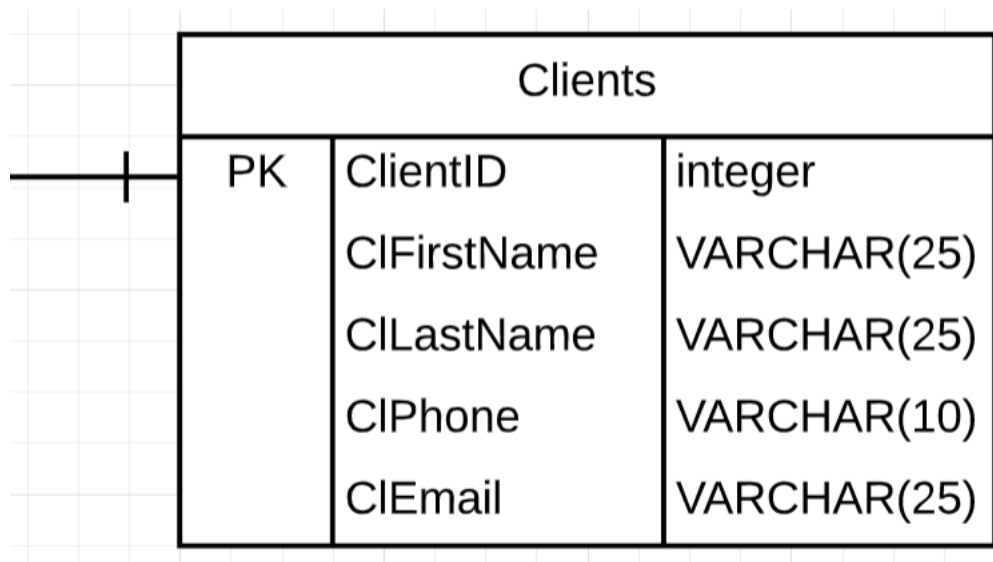 Clients
PK ClientID integer
ClFirstName VARCHAR(25)
ClLastName VARCHAR(25)
ClPhone VARCHAR(10)
ClEmail VARCHAR(25)